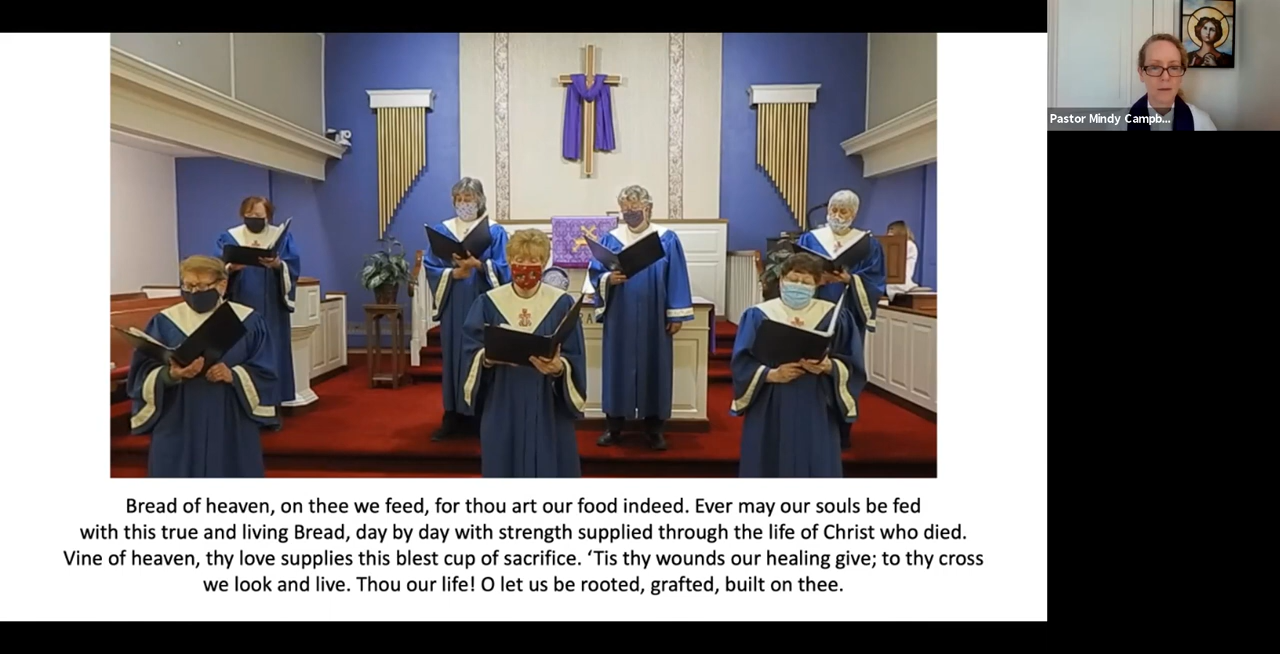 Pastor Mindy Campb...
Bread of heaven, on thee we feed, for thou art our food indeed. Ever may our souls be fed
with this true and living Bread, day by day with strength supplied through the life of Christ who died.
Vine of heaven, thy love supplies this blest cup of sacrifice. ‘Tis thy wounds our healing give; to thy cross
we look and live. Thou our life! O let us be rooted, grafted, built on thee.